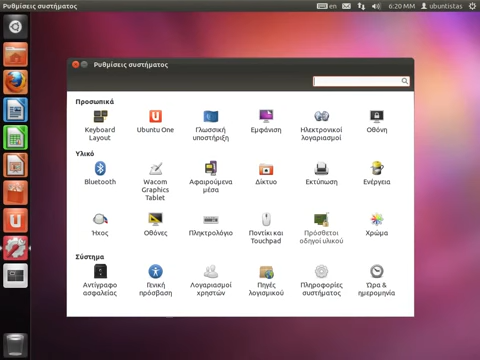 Ρυθμίσεις συστήματος
en
6:20 ΜΜ
ubuntistas
Ρυθμίσεις συστήματος
Προσωπικά
Keyboard Layout
Ubuntu One
Γλωσσική υποστήριξη
Εμφάνιση
Ηλεκτρονικοί λογαριασμοί
Οθόνη
Υλικό
Bluetooth
Wacom Graphics Tablet
Αφαιρούμενα μέσα
Δίκτυο
Εκτύπωση
Ενέργεια
Ήχος
Οθόνες
Πληκτρολόγιο
Ποντίκι και Touchpad
Πρόσθετοι οδηγοί υλικού
Χρώμα
Σύστημα
Αντίγραφο ασφαλείας
Γενική πρόσβαση
Λογαριασμοί χρηστών
Πηγές λογισμικού
Πληροφορίες συστήματος
Ώρα & ημερομηνία